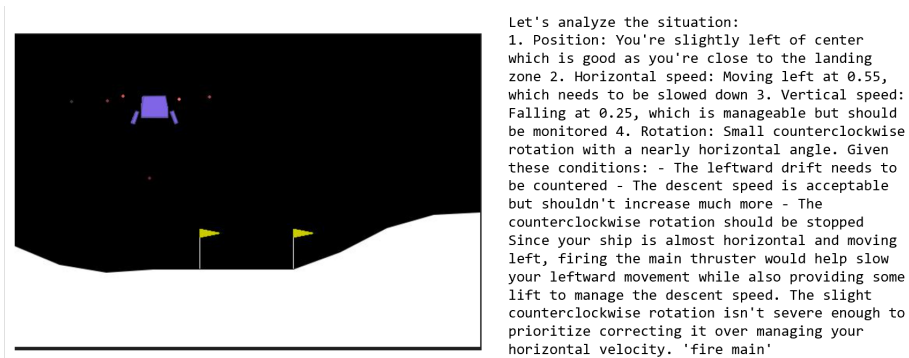 Let's analyze the situation:
1. Position: You're slightly left of center
which is good as you're close to the landing
zone 2. Horizontal speed: Moving left at 0.55,
which needs to be slowed down 3. Vertical speed:
Falling at 0.25, which is manageable but should
be monitored 4. Rotation: Small counterclockwise
rotation with a nearly horizontal angle. Given
these conditions: - The leftward drift needs to
be countered - The descent speed is acceptable
but shouldn't increase much more - The
counterclockwise rotation should be stopped
Since your ship is almost horizontal and moving
left, firing the main thruster would help slow
your leftward movement while also providing some
lift to manage the descent speed. The slight
counterclockwise rotation isn't severe enough to
prioritize correcting it over managing your
horizontal velocity. 'fire main'